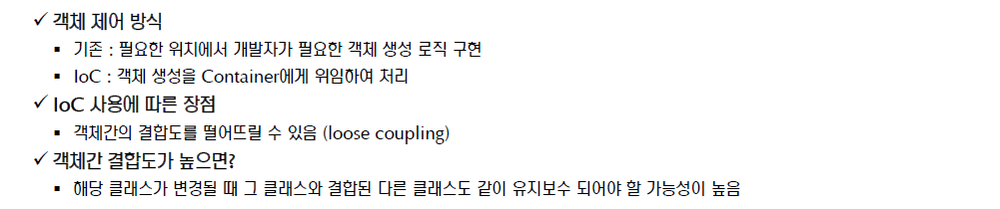 ✓ 객체 제어 방식
▪ 기존 : 필요한 위치에서 개발자가 필요한 객체 생성 로직 구현
▪ IoC : 객체 생성을 Container에게 위임하여 처리
✓ IoC 사용에 따른 장점
▪ 객체간의 결합도를 떨어뜨릴 수 있음 (loose coupling)
✓ 객체간 결합도가 높으면?
▪ 해당 클래스가 변경될 때 그 클래스와 결합된 다른 클래스도 같이 유지보수 되어야 할 가능성이 높음